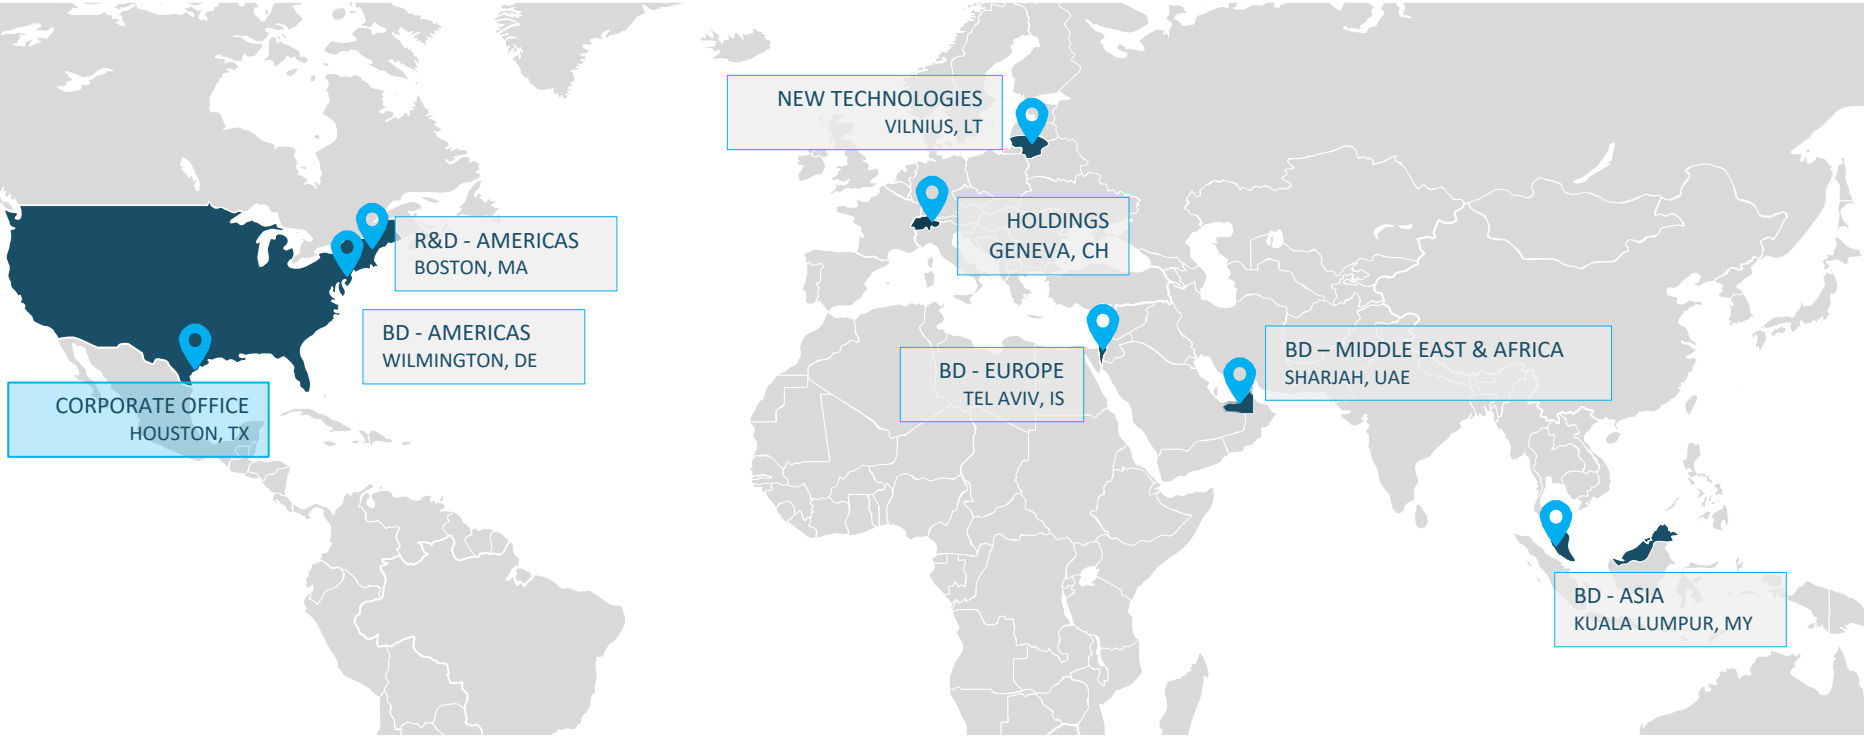 NEW TECHNOLOGIES
VILNIUS, LT
HOLDINGS
GENEVA, CH
R&D - AMERICAS
BOSTON, MA
BD - AMERICAS
WILMINGTON, DE
CORPORATE OFFICE
HOUSTON, TX
BD - EUROPE
TEL AVIV, IS
BD – MIDDLE EAST & AFRICA
SHARJAH, UAE
BD - ASIA
KUALA LUMPUR, MY